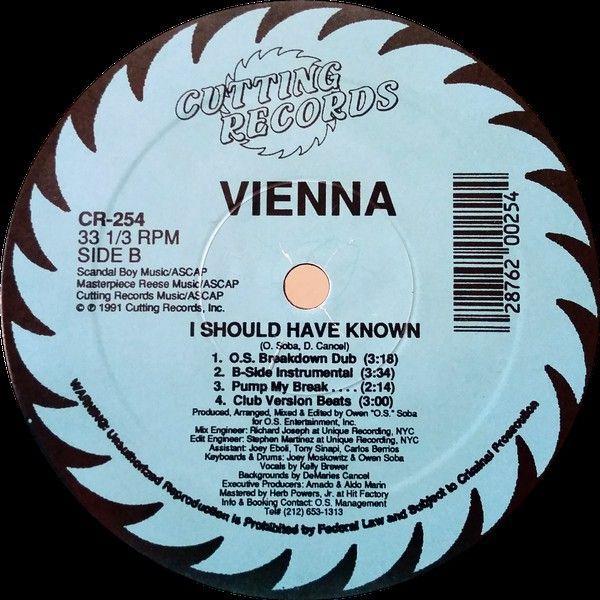 CUTTING
RECORDS
VIENNA
CR-254
33 1/3 RPM
SIDE B
Scandal Boy Music/ASCAP
Masterpiece Reese Music/ASCAP
Cutting Records Music/ASCAP
© ℗ 1991 Cutting Records, Inc.
28762 00254
I SHOULD HAVE KNOWN
(O. Soba, D. Cancel)
1. O.S. Breakdown Dub (3:18)
2. B-Side Instrumental (3:34)
3. Pump My Break .... (2:14)
4. Club Version Beats (3:00)
Produced, Arranged, Mixed & Edited by Owen "O.S." Soba
for O.S. Entertainment, Inc.
Mix Engineer: Richard Joseph at Unique Recording, NYC
Edit Engineer: Stephen Martinez at Unique Recording, NYC
Assistant: Joey Eboli, Tony Sinapi, Carlos Berrios
Keyboards & Drums: Joey Moskowitz & Owen Soba
Vocals by Kelly Brewer
Backgrounds by DeMaries Cancel
Executive Producers: Amado & Aldo Marin
Mastered by Herb Powers, Jr. at Hit Factory
Info & Booking Contact: O.S. Management
Tel# (212) 653-1313
WARNING: Unauthorized Reproduction is Prohibited by Federal Law and Subject to Criminal Prosecution